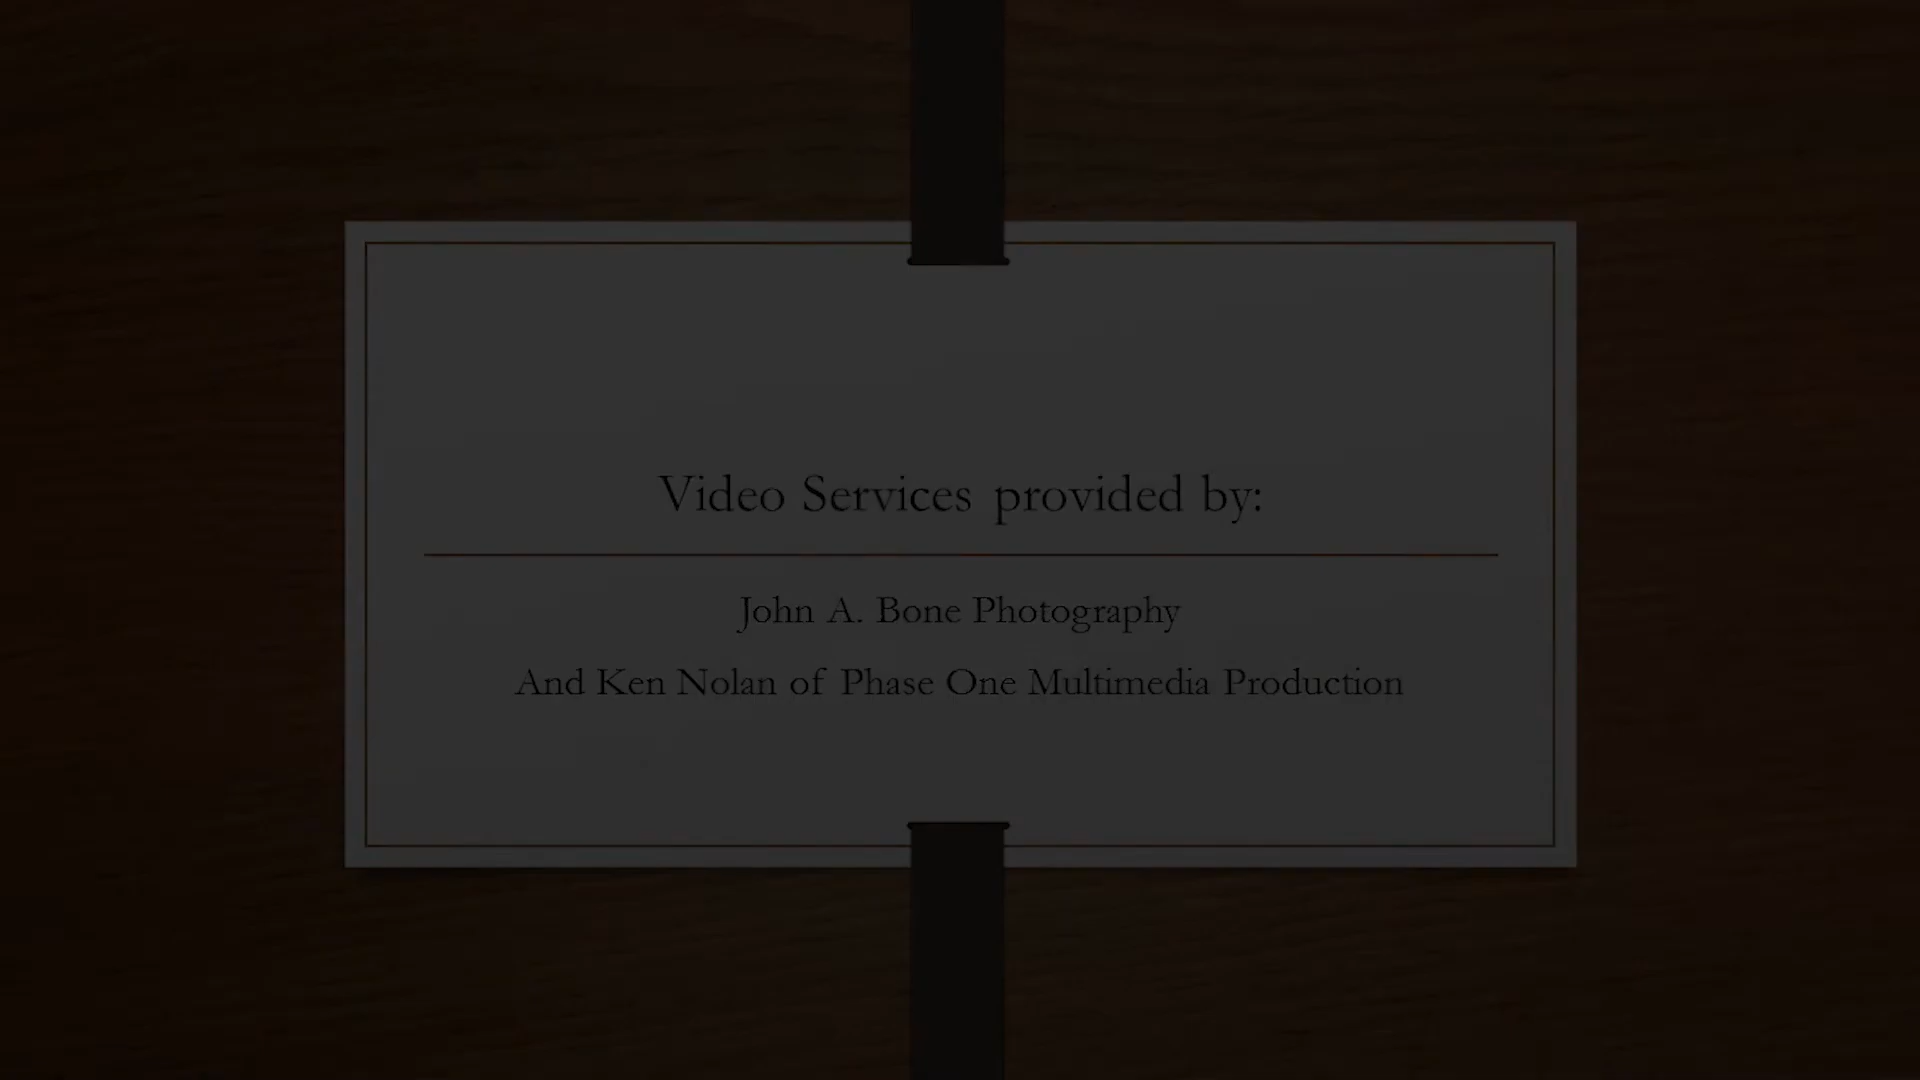 Video Services provided by:
John A. Bone Photography
And Ken Nolan of Phase One Multimedia Production